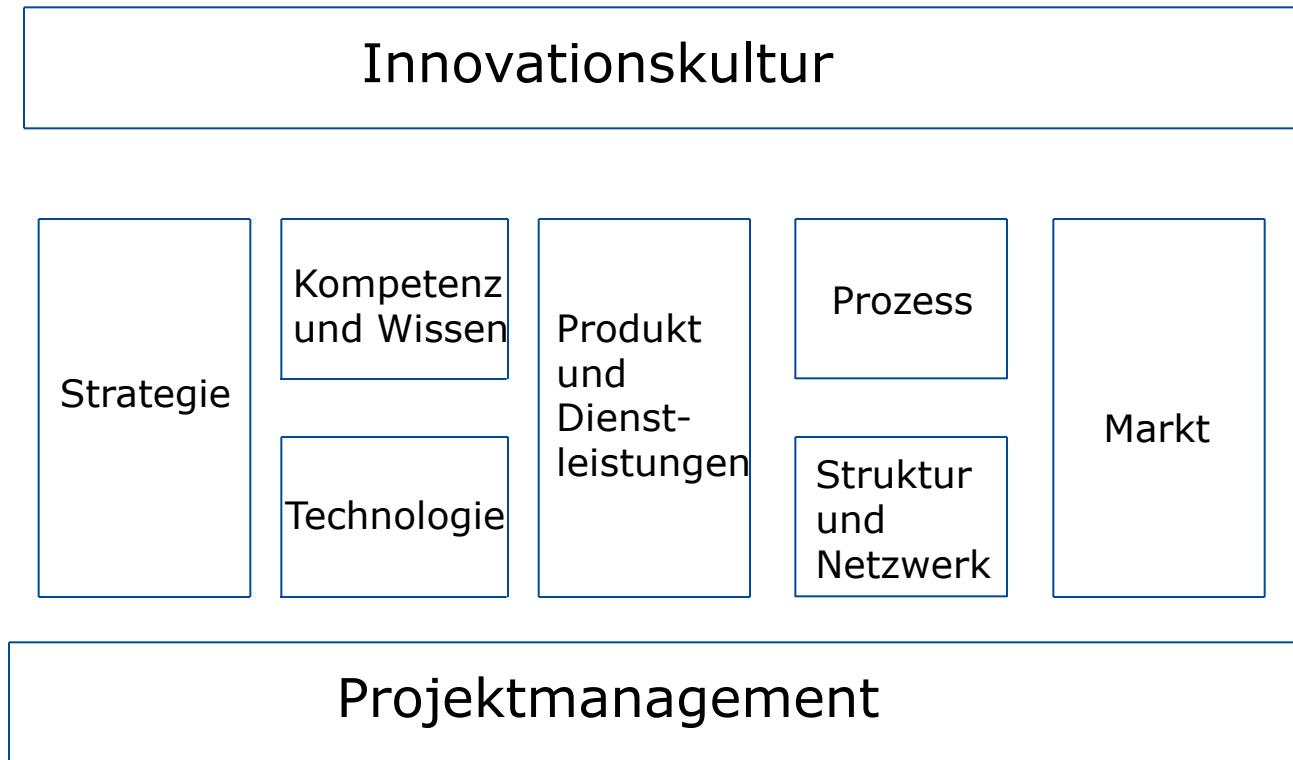 Innovationskultur
Strategie
Kompetenz
und Wissen
Technologie
Produkt
und
Dienst-
leistungen
Prozess
Struktur
und
Netzwerk
Markt
Projektmanagement